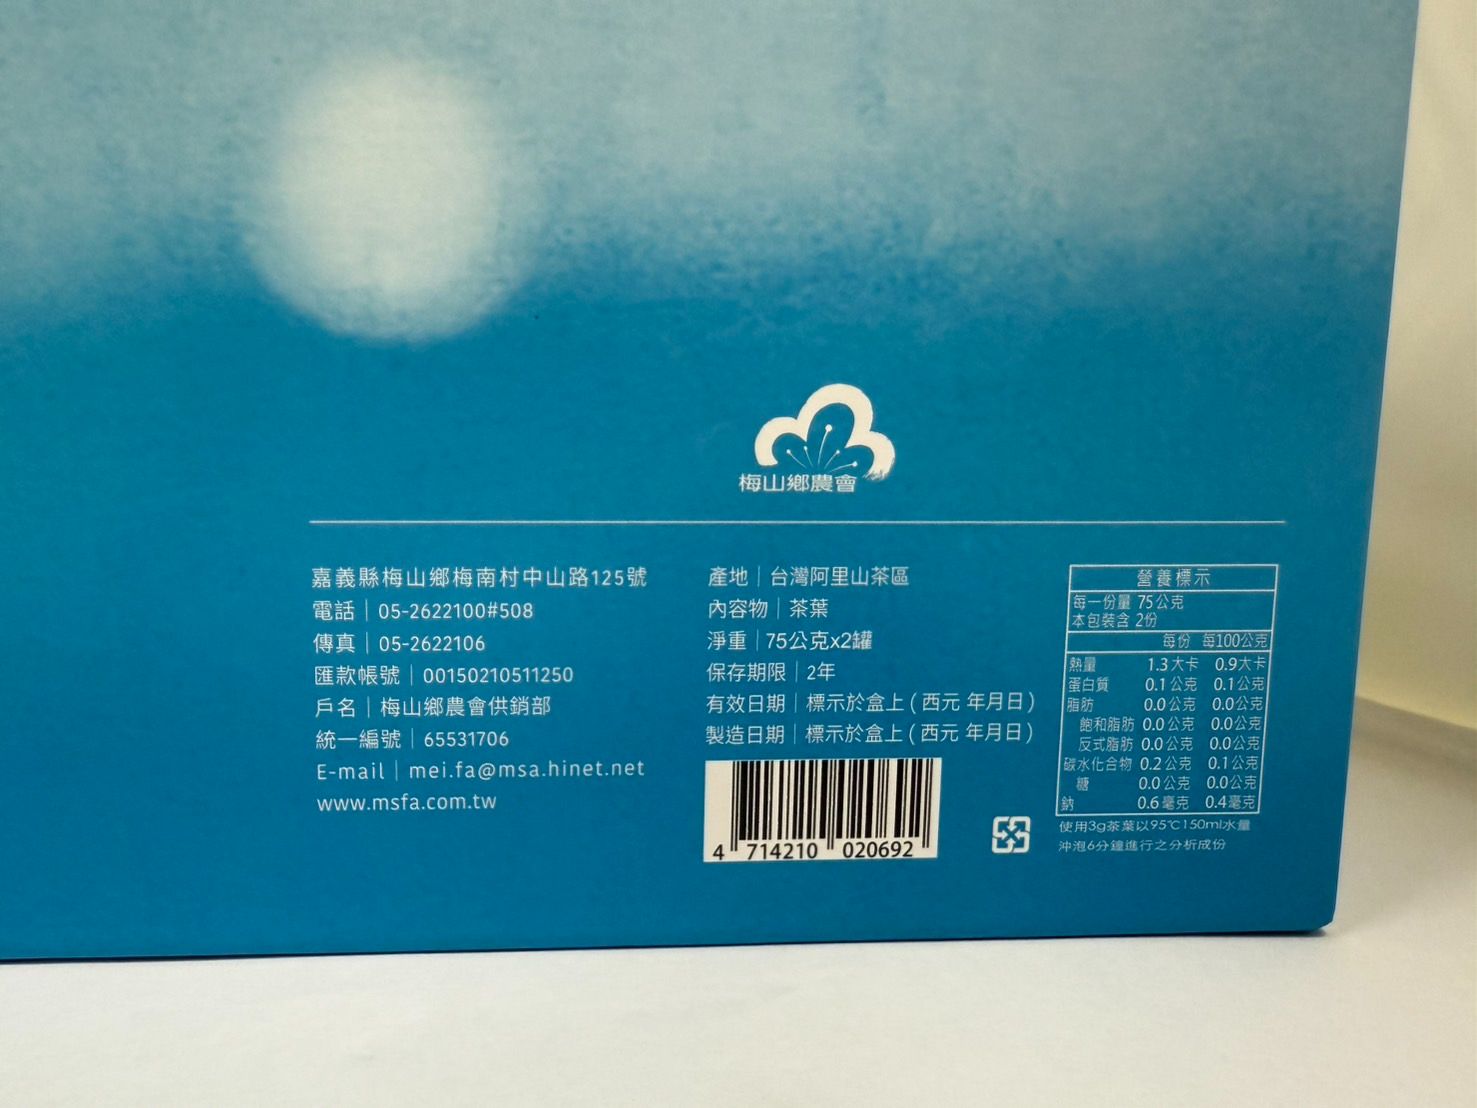 梅山鄉農會
嘉義縣梅山鄉梅南村中山路125號
電話｜05-2622100#508
傳真｜05-2622106
匯款帳號｜00150210511250
戶名｜梅山鄉農會供銷部
統一編號｜65531706
E-mail｜mei.fa@msa.hinet.net
www.msfa.com.tw
產地｜台灣阿里山茶區
內容物｜茶葉
淨重｜75公克x2罐
保存期限｜2年
有效日期｜標示於盒上(西元 年月日)
製造日期｜標示於盒上(西元 年月日)
4 714210 020692
營養標示
每一份量 75公克
本包裝含 2份
每份 每100公克
熱量 1.3大卡 0.9大卡
蛋白質 0.1公克 0.1公克
脂肪 0.0公克 0.0公克
飽和脂肪 0.0公克 0.0公克
反式脂肪 0.0公克 0.0公克
碳水化合物 0.2公克 0.1公克
糖 0.0公克 0.0公克
鈉 0.6毫克 0.4毫克
使用3g茶葉以95℃150ml水量
沖泡6分鐘進行之分析成份